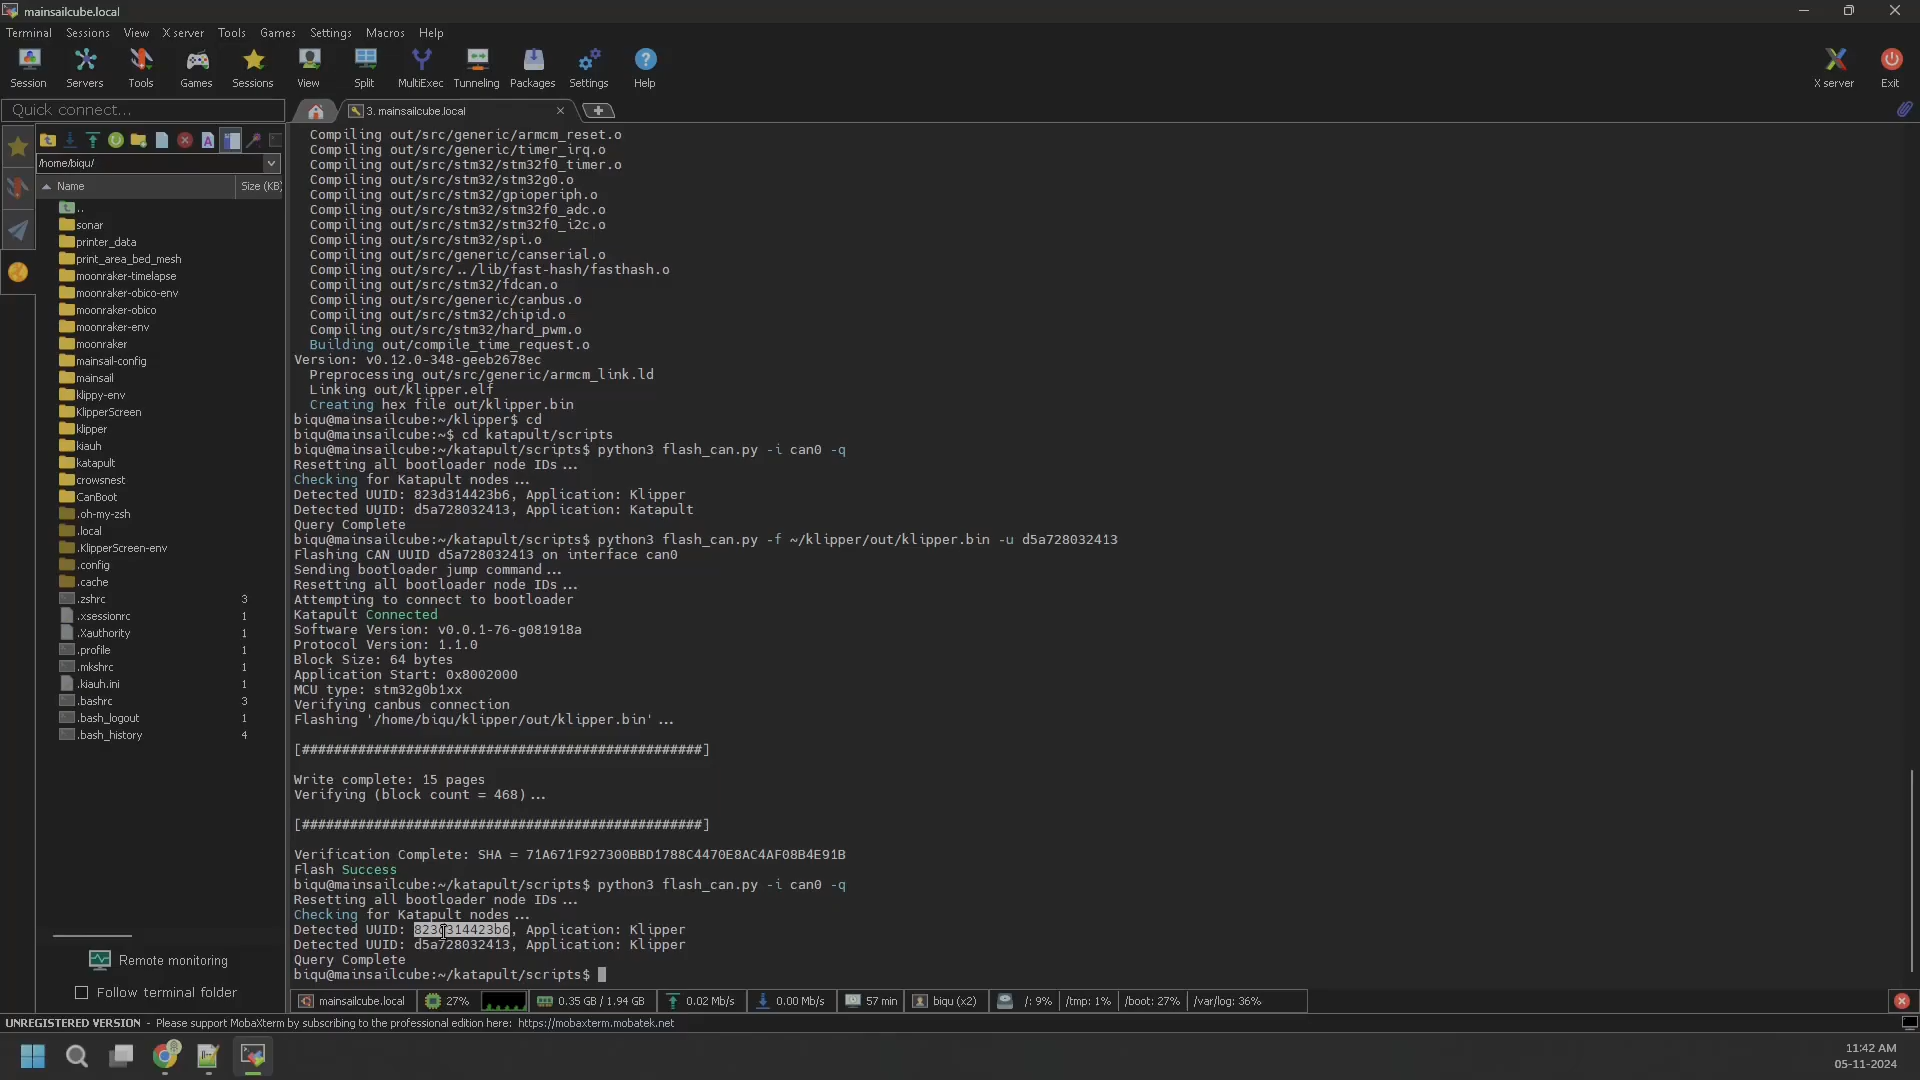 mainsailcube.local
Terminal Sessions View X server Tools Games Settings Macros Help
Session Servers Tools Games Sessions View Split MultiExec Tunneling Packages Settings Help X server Exit
Quick connect...
3. mainsailcube.local
/home/biqu/
Name Size (KB)
..
sonar
printer_data
print_area_bed_mesh
moonraker-timelapse
moonraker-obico-env
moonraker-obico
moonraker-env
moonraker
mainsail-config
mainsail
klippy-env
KlipperScreen
klipper
kiauh
katapult
crowsnest
CanBoot
.oh-my-zsh
.local
.KlipperScreen-env
.config
.cache
.zshrc 3
.xsessionrc 1
.Xauthority 1
.profile 1
.mkshrc 1
.kiauh.ini 1
.bashrc 3
.bash_logout 1
.bash_history 4
Remote monitoring
Follow terminal folder
Compiling out/src/generic/armcm_reset.o
Compiling out/src/generic/timer_irq.o
Compiling out/src/stm32/stm32f0_timer.o
Compiling out/src/stm32/stm32g0.o
Compiling out/src/stm32/gpioperiph.o
Compiling out/src/stm32/stm32f0_adc.o
Compiling out/src/stm32/stm32f0_i2c.o
Compiling out/src/stm32/spi.o
Compiling out/src/generic/canserial.o
Compiling out/src/../lib/fast-hash/fasthash.o
Compiling out/src/stm32/fdcan.o
Compiling out/src/generic/canbus.o
Compiling out/src/stm32/chipid.o
Compiling out/src/stm32/hard_pwm.o
Building out/compile_time_request.o
Version: v0.12.0-348-geeb2678ec
Preprocessing out/src/generic/armcm_link.ld
Linking out/klipper.elf
Creating hex file out/klipper.bin
biqu@mainsailcube:~/klipper$ cd
biqu@mainsailcube:~$ cd katapult/scripts
biqu@mainsailcube:~/katapult/scripts$ python3 flash_can.py -i can0 -q
Resetting all bootloader node IDs...
Checking for Katapult nodes...
Detected UUID: 823d314423b6, Application: Klipper
Detected UUID: d5a728032413, Application: Katapult
Query Complete
biqu@mainsailcube:~/katapult/scripts$ python3 flash_can.py -f ~/klipper/out/klipper.bin -u d5a728032413
Flashing CAN UUID d5a728032413 on interface can0
Sending bootloader jump command...
Resetting all bootloader node IDs...
Attempting to connect to bootloader
Katapult Connected
Software Version: v0.0.1-76-g081918a
Protocol Version: 1.1.0
Block Size: 64 bytes
Application Start: 0x8002000
MCU type: stm32g0b1xx
Verifying canbus connection
Flashing '/home/biqu/klipper/out/klipper.bin'...
[##################################################]
Write complete: 15 pages
Verifying (block count = 468)...
[##################################################]
Verification Complete: SHA = 71A671F927300BBD1788C4470E8AC4AF08B4E91B
Flash Success
biqu@mainsailcube:~/katapult/scripts$ python3 flash_can.py -i can0 -q
Resetting all bootloader node IDs...
Checking for Katapult nodes...
Detected UUID: 823d314423b6, Application: Klipper
Detected UUID: d5a728032413, Application: Klipper
Query Complete
biqu@mainsailcube:~/katapult/scripts$
mainsailcube.local 27% 0.35 GB / 1.94 GB 0.02 Mb/s 0.00 Mb/s 57 min biqu (x2) /: 9% /tmp: 1% /boot: 27% /var/log: 36%
UNREGISTERED VERSION - Please support MobaXterm by subscribing to the professional edition here: https://mobaxterm.mobatek.net
11:42 AM
05-11-2024